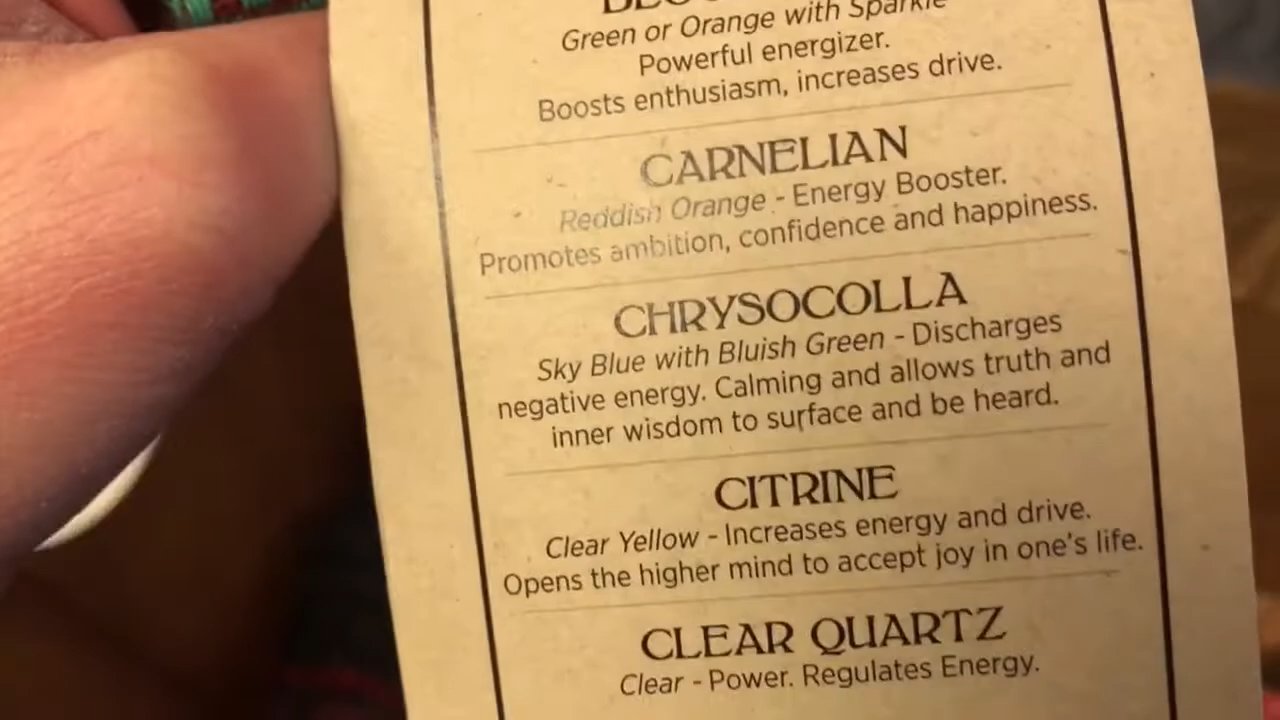 Green or Orange with Sparkle
Powerful energizer.
Boosts enthusiasm, increases drive.
CARNELIAN
Reddish Orange - Energy Booster.
Promotes ambition, confidence and happiness.
CHRYSOCOLLA
Sky Blue with Bluish Green - Discharges
negative energy. Calming and allows truth and
inner wisdom to surface and be heard.
CITRINE
Clear Yellow - Increases energy and drive.
Opens the higher mind to accept joy in one's life.
CLEAR QUARTZ
Clear - Power. Regulates Energy.